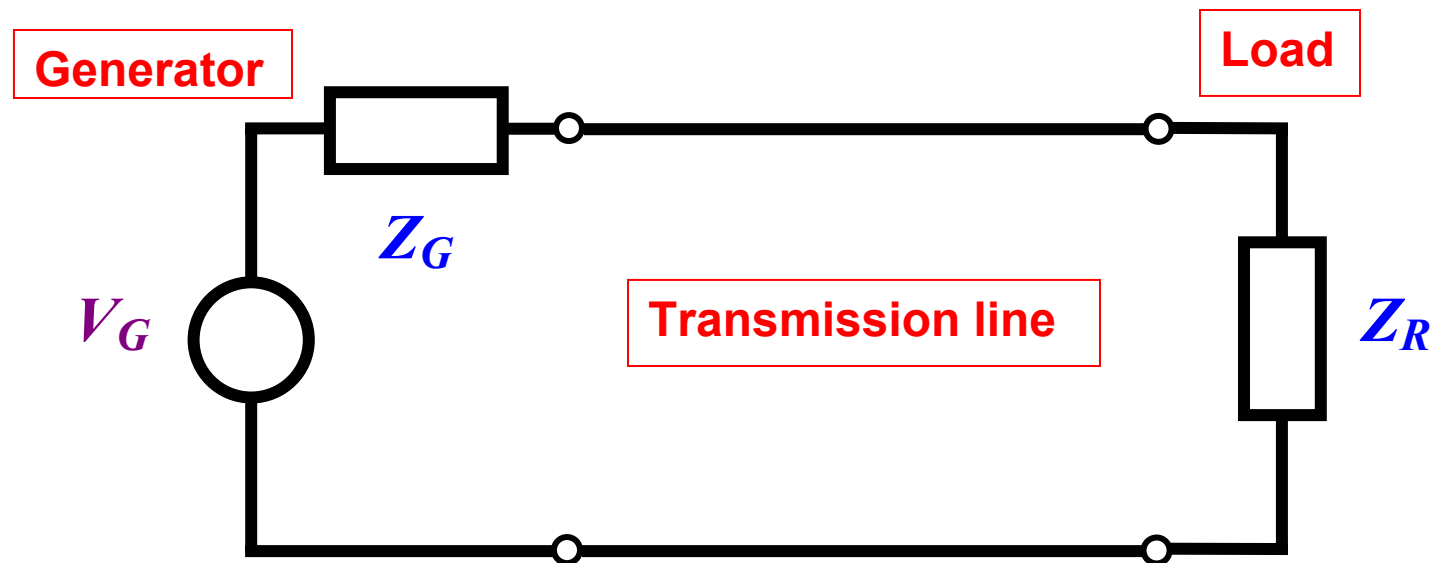 Generator
Load
Z_G
V_G
Transmission line
Z_R